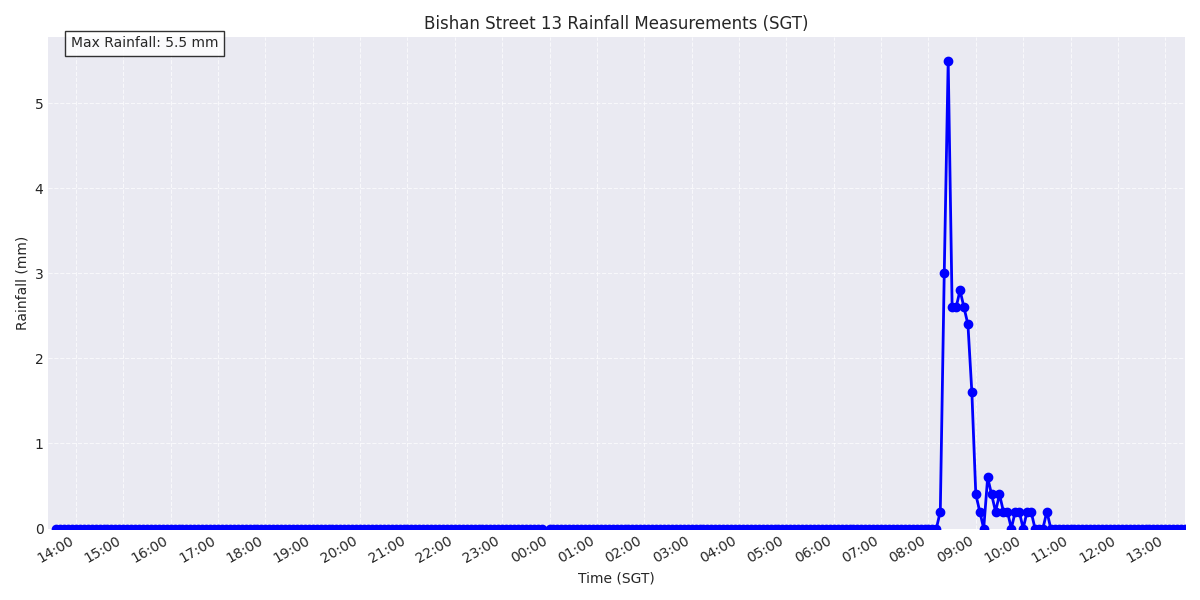 Bishan Street 13 Rainfall Measurements (SGT)
Max Rainfall: 5.5 mm
Rainfall (mm)
5
4
3
2
1
0
14:00 15:00 16:00 17:00 18:00 19:00 20:00 21:00 22:00 23:00 00:00 01:00 02:00 03:00 04:00 05:00 06:00 07:00 08:00 09:00 10:00 11:00 12:00 13:00
Time (SGT)